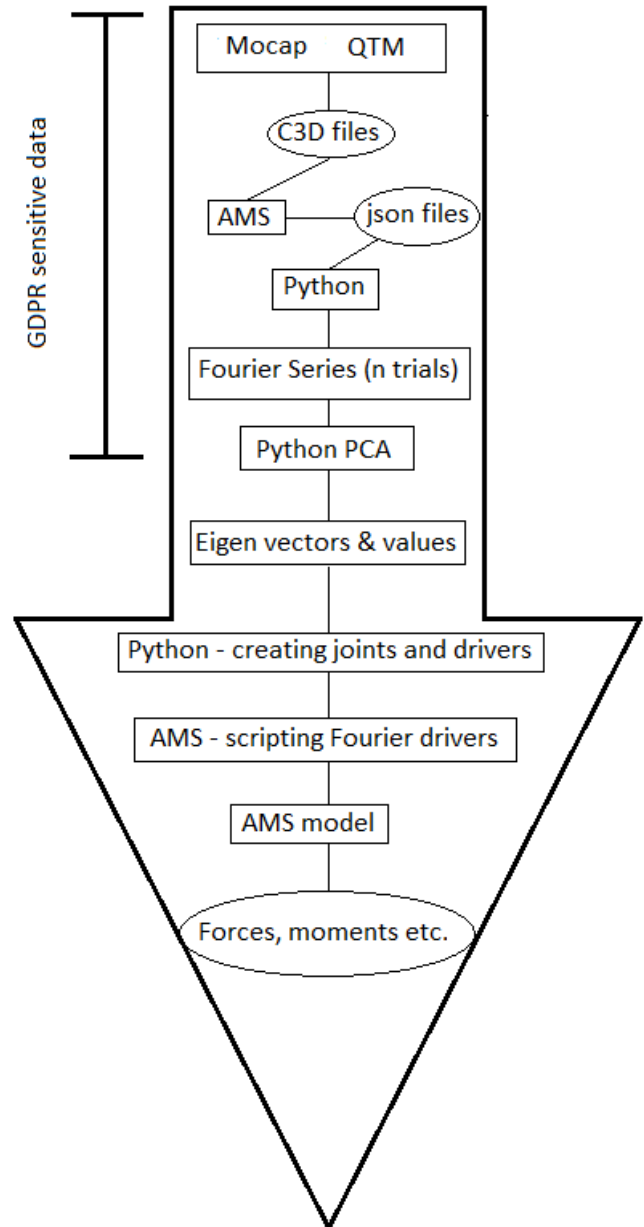 Mocap QTM
C3D files
AMS
json files
Python
Fourier Series (n trials)
Python PCA
Eigen vectors & values
Python - creating joints and drivers
AMS - scripting Fourier drivers
AMS model
Forces, moments etc.
GDPR sensitive data